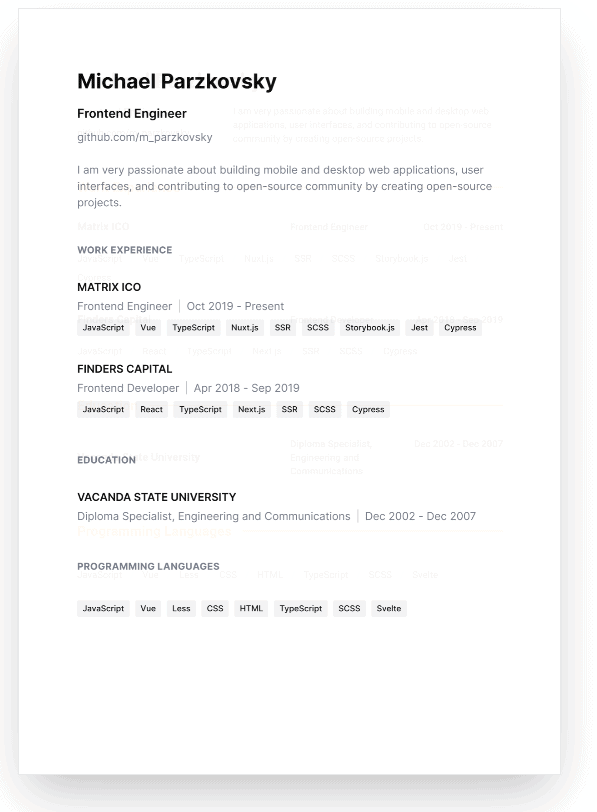 Michael Parzkovsky
Frontend Engineer
github.com/m_parzkovsky
I am very passionate about building mobile and desktop web applications, user
interfaces, and contributing to open-source community by creating open-source
projects.
WORK EXPERIENCE
MATRIX ICO
Frontend Engineer | Oct 2019 - Present
JavaScript Vue TypeScript Nuxt.js SSR SCSS Storybook.js Jest Cypress
FINDERS CAPITAL
Frontend Developer | Apr 2018 - Sep 2019
JavaScript React TypeScript Next.js SSR SCSS Cypress
EDUCATION
VACANDA STATE UNIVERSITY
Diploma Specialist, Engineering and Communications | Dec 2002 - Dec 2007
PROGRAMMING LANGUAGES
JavaScript Vue Less CSS HTML TypeScript SCSS Svelte